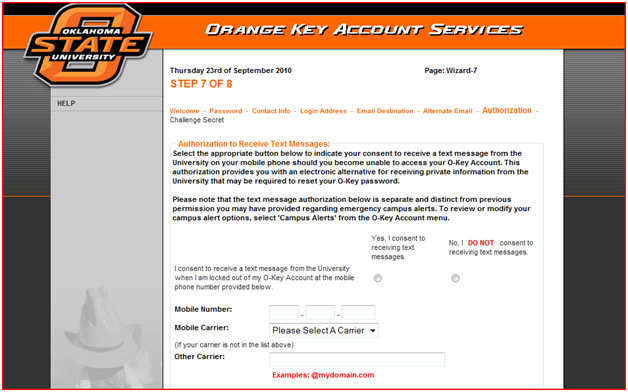 OKLAHOMA
STATE
UNIVERSITY
ORANGE KEY ACCOUNT SERVICES
HELP
Thursday 23rd of September 2010 Page: Wizard-7
STEP 7 OF 8
Welcome - Password - Contact Info - Login Address - Email Destination - Alternate Email - Authorization -
Challenge Secret
Authorization to Receive Text Messages:
Select the appropriate button below to indicate your consent to receive a text message from the
University on your mobile phone should you become unable to access your O-Key Account. This
authorization provides you with an electronic alternative for receiving private information from the
University that may be required to reset your O-Key password.
Please note that the text message authorization below is separate and distinct from previous
permission you may have provided regarding emergency campus alerts. To review or modify your
campus alert options, select 'Campus Alerts' from the O-Key Account menu.
Yes, I consent to
receiving text
messages.
No, I DO NOT consent to
receiving text messages.
I consent to receive a text message from the University
when I am locked out of my O-Key Account at the mobile
phone number provided below.
Mobile Number: - -
Mobile Carrier: Please Select A Carrier
(If your carrier is not in the list above)
Other Carrier:
Examples: @mydomain.com